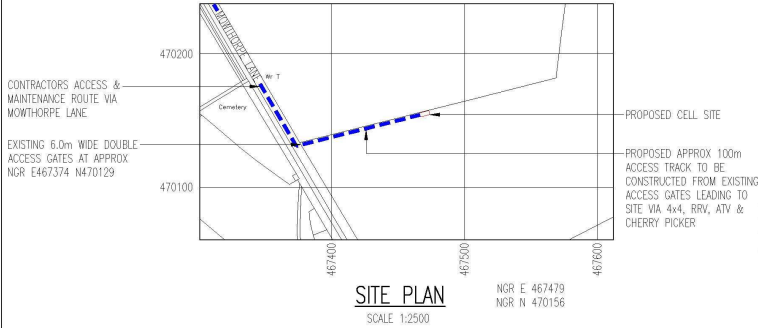 CONTRACTORS ACCESS &
MAINTENANCE ROUTE VIA
MOWTHORPE LANE
EXISTING 6.0m WIDE DOUBLE
ACCESS GATES AT APPROX
NGR E467374 N470129
470200
470100
MOWTHORPE LANE
Wr T
Cemetery
467400
467500
467600
PROPOSED CELL SITE
PROPOSED APPROX 100m
ACCESS TRACK TO BE
CONSTRUCTED FROM EXISTING
ACCESS GATES LEADING TO
SITE VIA 4x4, RRV, ATV &
CHERRY PICKER
SITE PLAN
SCALE 1:2500
NGR E 467479
NGR N 470156